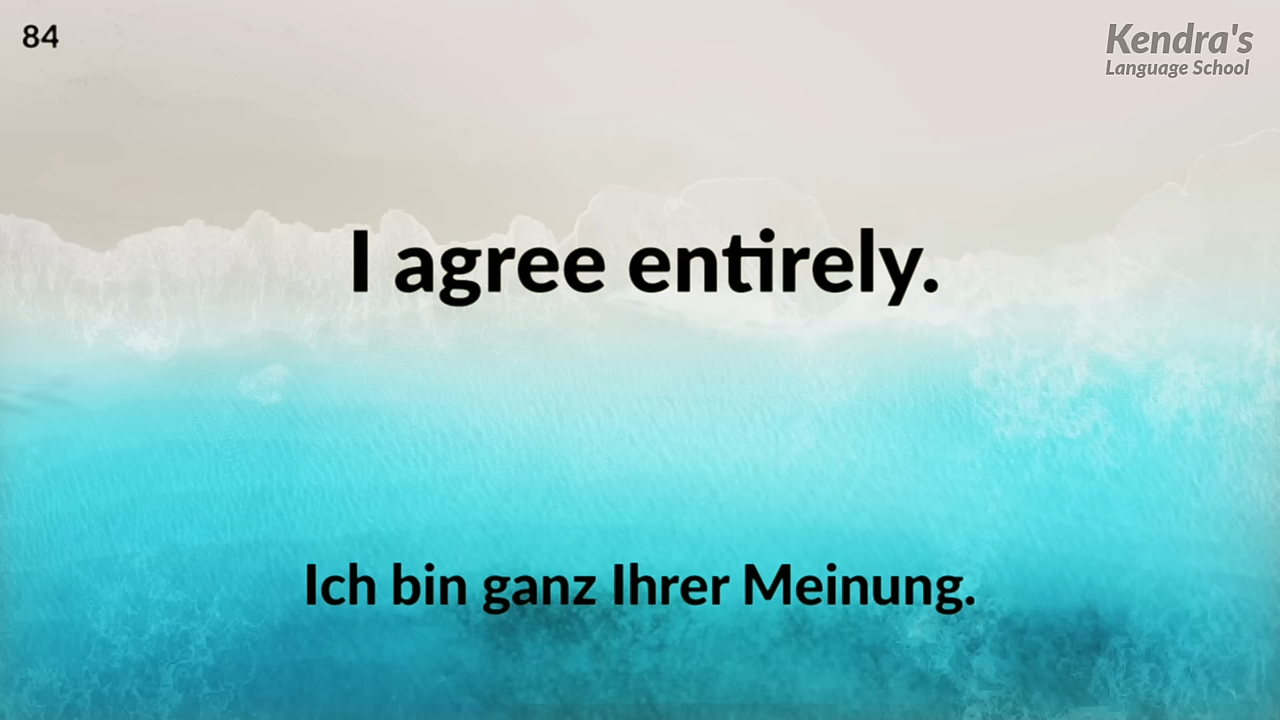 84
Kendra's
Language School
I agree entirely.
Ich bin ganz Ihrer Meinung.